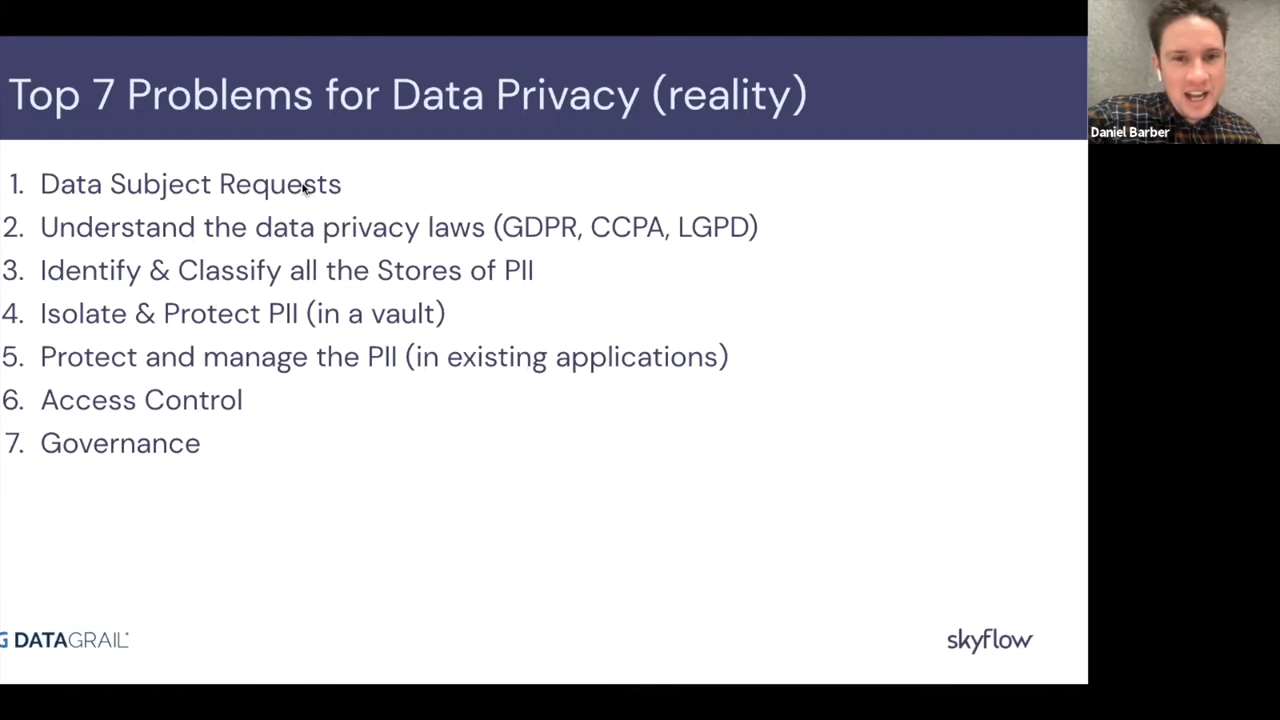 Top 7 Problems for Data Privacy (reality)
Daniel Barber
1. Data Subject Requests
2. Understand the data privacy laws (GDPR, CCPA, LGPD)
3. Identify & Classify all the Stores of PII
4. Isolate & Protect PII (in a vault)
5. Protect and manage the PII (in existing applications)
6. Access Control
7. Governance
G DATAGRAIL
skyflow